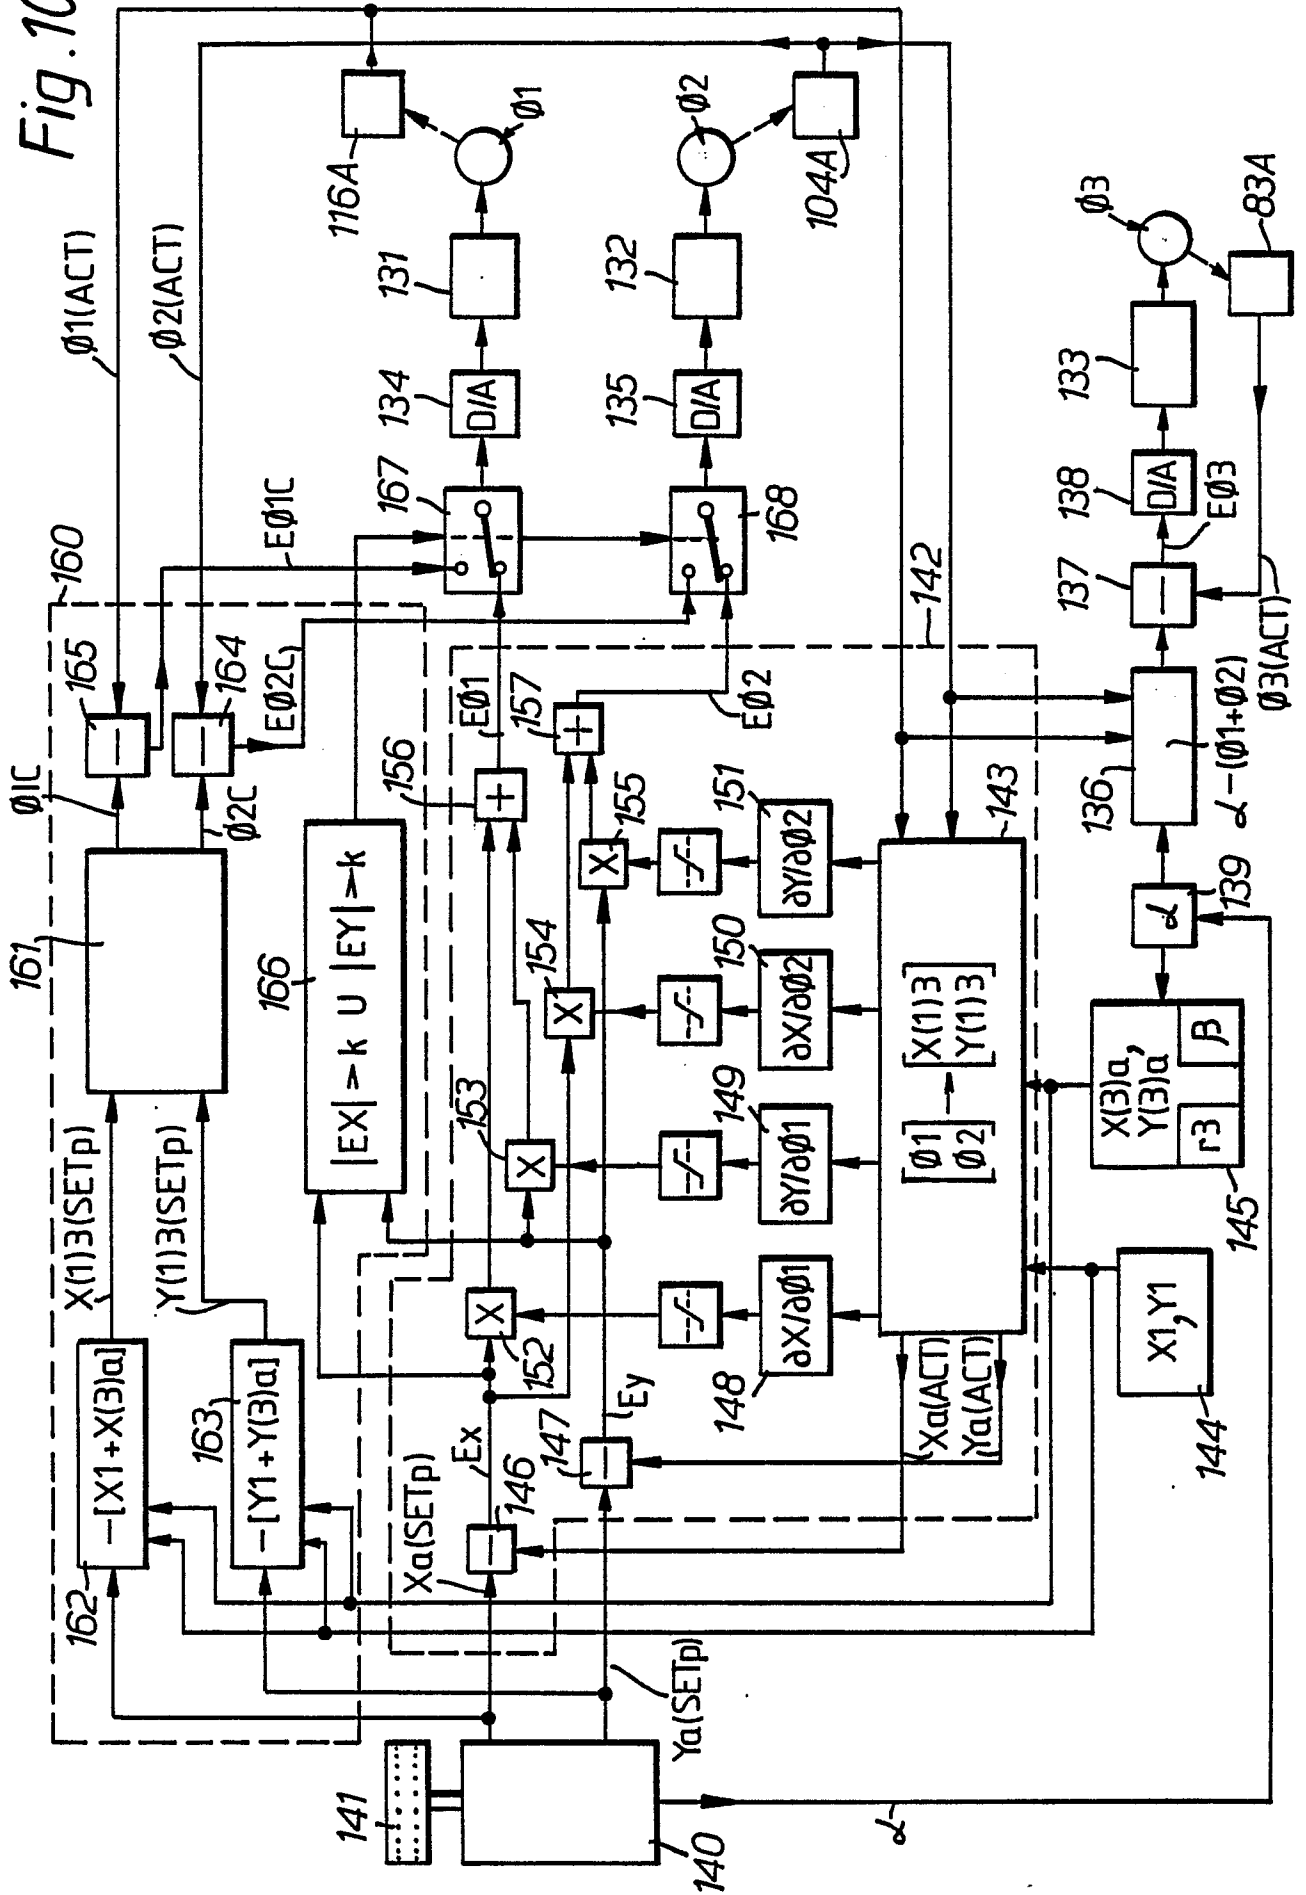 Fig. 10
160
161
Ø1C
165
Ø1(ACT)
X(1)3(SETp)
Y(1)3(SETp)
Ø2C
164
EØ2C
Ø2(ACT)
162
-[X1+X(3)a]
163
-[Y1+Y(3)a]
166
|EX|>k U |EY|>k
EØ1C
167
134
D/A
131
116A
Ø1
141
140
Xa(SETp)
Ex
146
X
152
153
X
156
+
EØ1
Ya(SETp)
147
Ey
154
X
155
X
157
+
EØ2
168
135
D/A
132
104A
Ø2
148
∂X/∂Ø1
149
∂Y/∂Ø1
150
∂X/∂Ø2
151
∂Y/∂Ø2
142
Xa(ACT)
Ya(ACT)
[Ø1 Ø2] → [X(1)3 Y(1)3]
143
144
X1,Y1
145
X(3)a,
Y(3)a
r3
β
α
139
136
α-(Ø1+Ø2)
137
EØ3
138
D/A
133
Ø3
83A
Ø3(ACT)
α